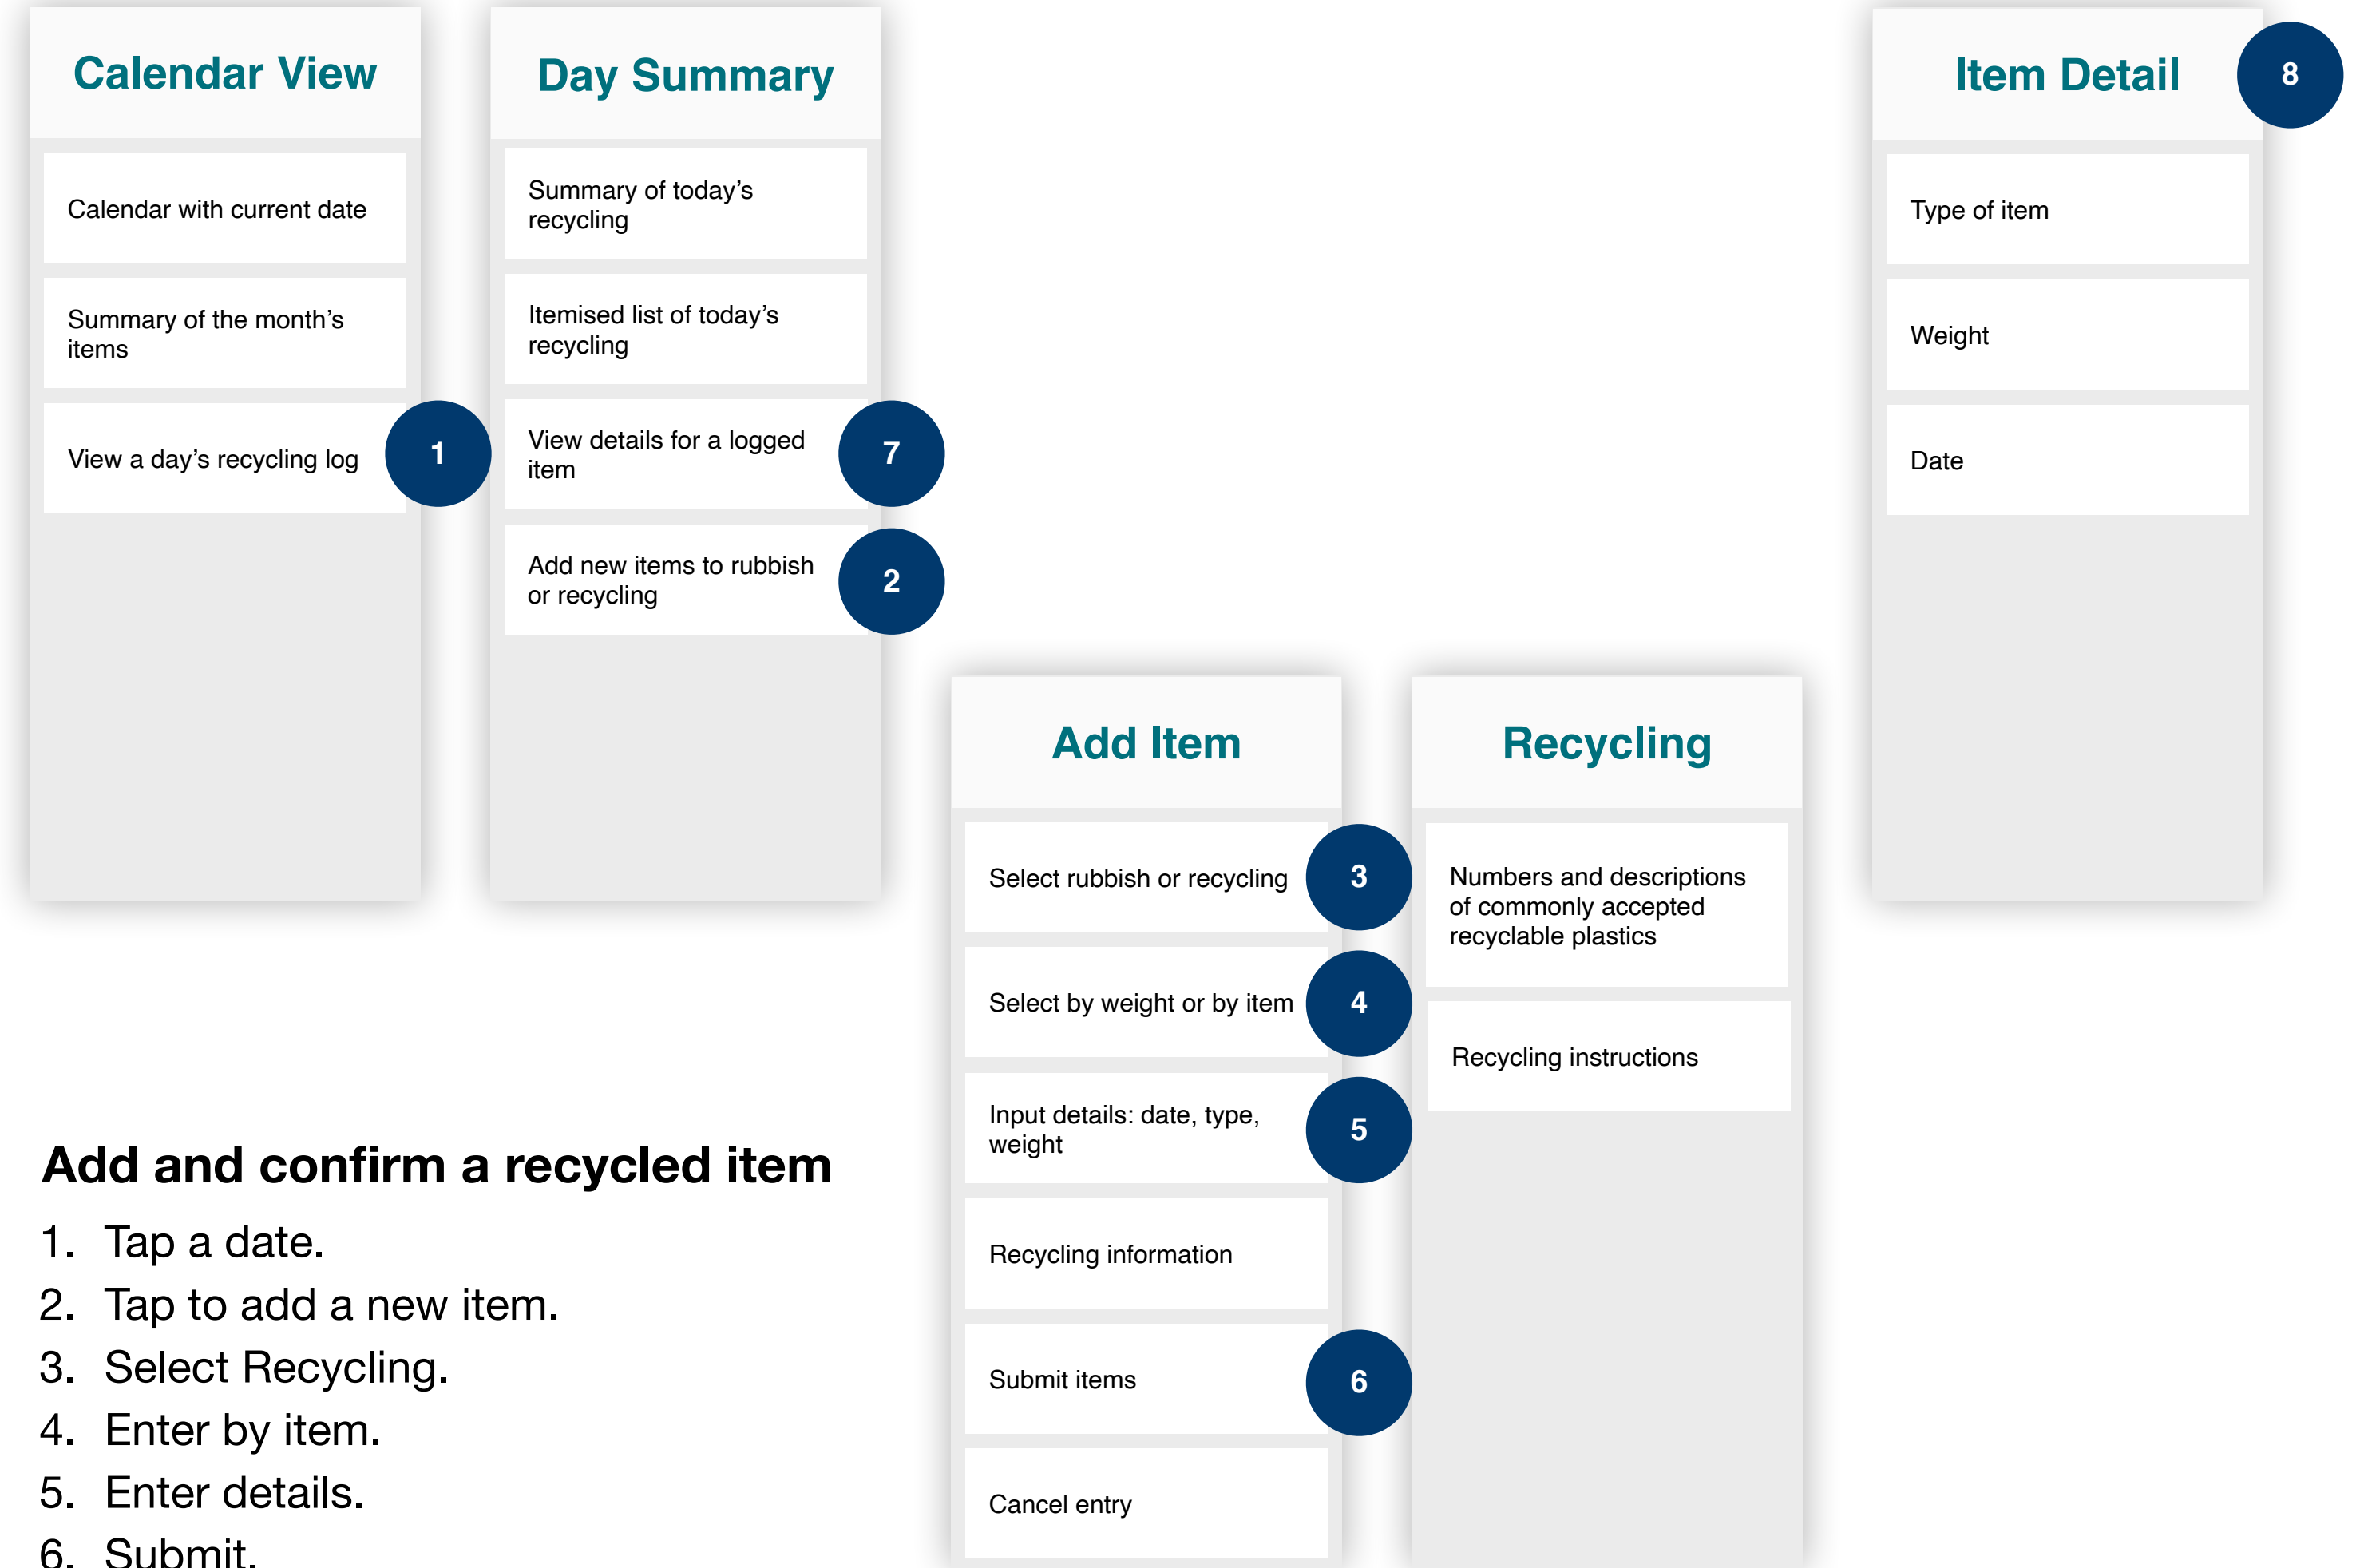 Calendar View
Calendar with current date
Summary of the month’s
items
View a day’s recycling log
1
Day Summary
Summary of today’s
recycling
Itemised list of today’s
recycling
View details for a logged
item
7
Add new items to rubbish
or recycling
2
Item Detail
8
Type of item
Weight
Date
Add Item
Select rubbish or recycling
3
Select by weight or by item
4
Input details: date, type,
weight
5
Recycling information
Submit items
6
Cancel entry
Recycling
Numbers and descriptions
of commonly accepted
recyclable plastics
Recycling instructions
Add and confirm a recycled item
1. Tap a date.
2. Tap to add a new item.
3. Select Recycling.
4. Enter by item.
5. Enter details.
6. Submit.